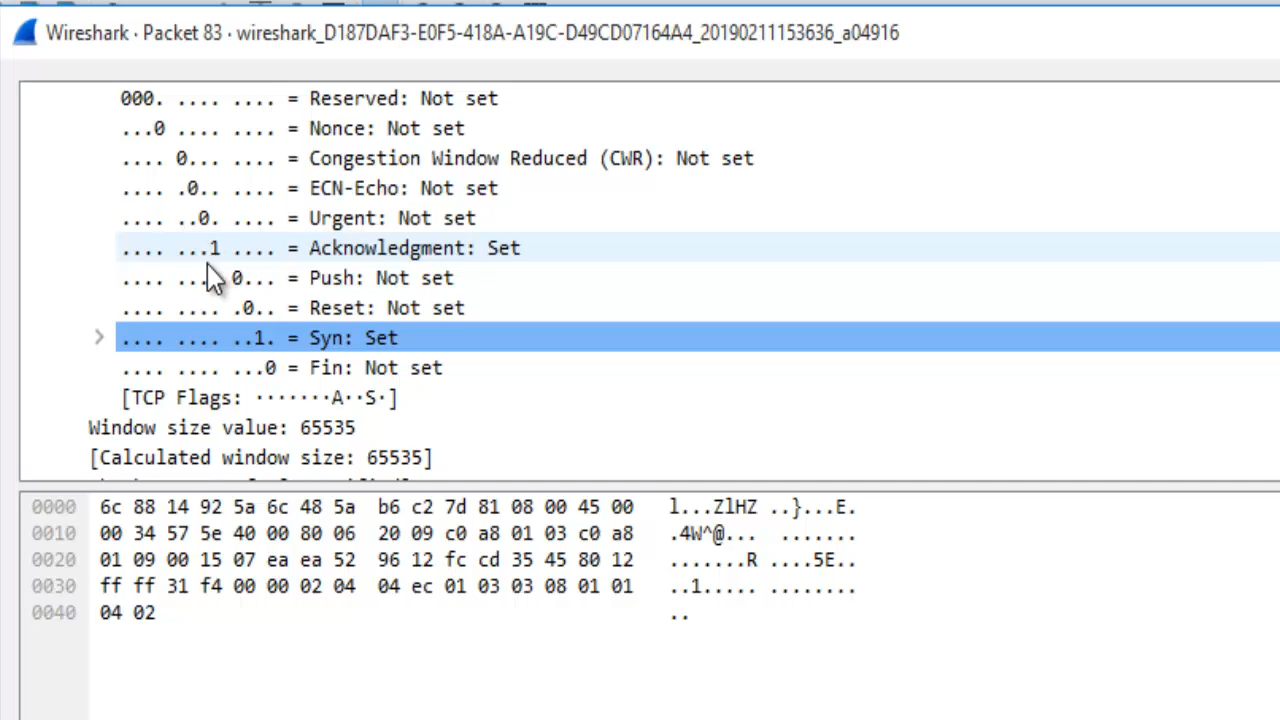 Wireshark · Packet 83 · wireshark_D187DAF3-E0F5-418A-A19C-D49CD07164A4_20190211153636_a04916
000. .... .... = Reserved: Not set
...0 .... .... = Nonce: Not set
.... 0... .... = Congestion Window Reduced (CWR): Not set
.... .0.. .... = ECN-Echo: Not set
.... ..0. .... = Urgent: Not set
.... ...1 .... = Acknowledgment: Set
.... .... 0... = Push: Not set
.... .... .0.. = Reset: Not set
.... .... ..1. = Syn: Set
.... .... ...0 = Fin: Not set
[TCP Flags: ·······A··S·]
Window size value: 65535
[Calculated window size: 65535]
0000 6c 88 14 92 5a 6c 48 5a b6 c2 7d 81 08 00 45 00 l...ZlHZ ..}...E.
0010 00 34 57 5e 40 00 80 06 20 09 c0 a8 01 03 c0 a8 .4W^@... .......
0020 01 09 00 15 07 ea ea 52 96 12 fc cd 35 45 80 12 .......R ....5E..
0030 ff ff 31 f4 00 00 02 04 04 ec 01 03 03 08 01 01 ..1..... ........
0040 04 02 ..